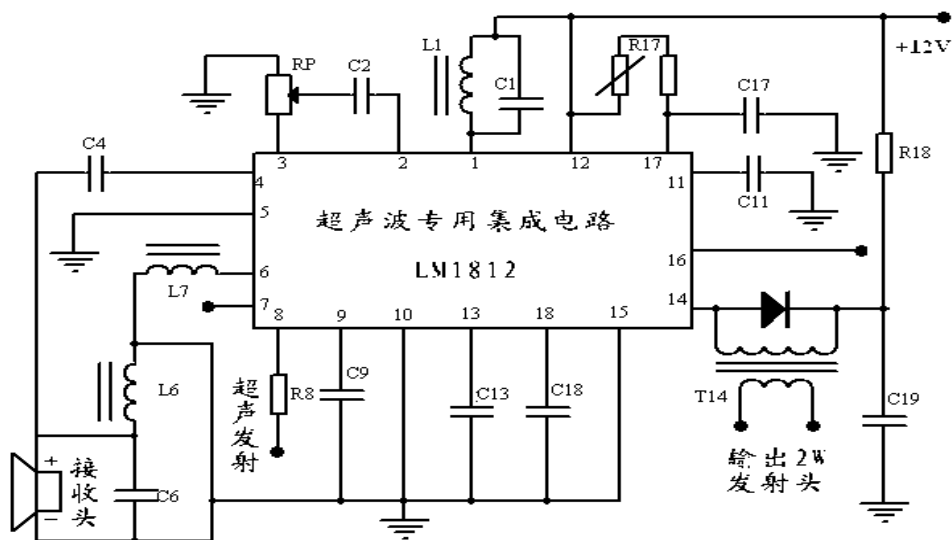 L1
RP
C2
C1
R17
+12V
C17
C4
R18
3
2
1
12
17
4
11
C11
5
超声波专用集成电路
16
LM1812
6
L7
7
14
8
9
10
13
18
15
超声发射
R8
C9
C13
C18
T14
C19
L6
输出2W
发射头
+
接收头
C6
−